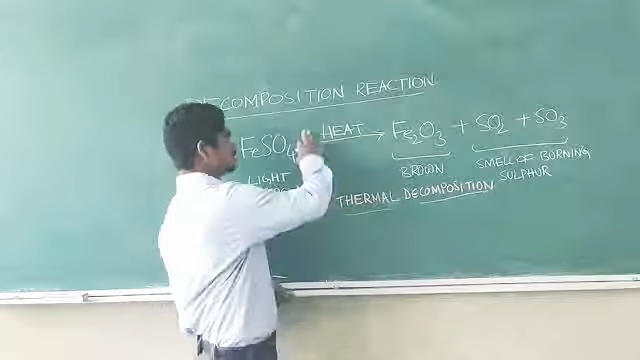 DECOMPOSITION REACTION
FeSO4 HEAT → Fe2O3 + SO2 + SO3
LIGHT BROWN SMELL OF BURNING
SULPHUR
THERMAL DECOMPOSITION